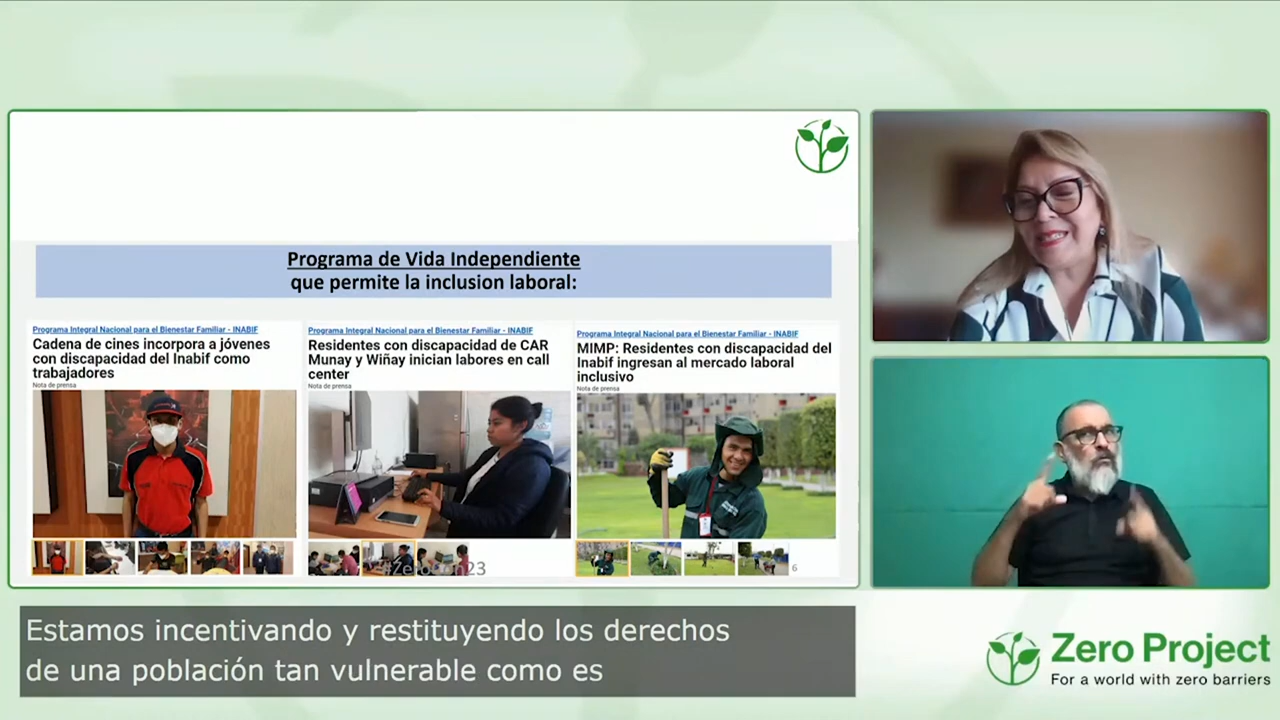 Programa de Vida Independiente
que permite la inclusion laboral:
Programa Integral Nacional para el Bienestar Familiar - INABIF
Cadena de cines incorpora a jóvenes
con discapacidad del Inabif como
trabajadores
Nota de prensa
Programa Integral Nacional para el Bienestar Familiar - INABIF
Residentes con discapacidad de CAR
Munay y Wiñay inician labores en call
center
Nota de prensa
Programa Integral Nacional para el Bienestar Familiar - INABIF
MIMP: Residentes con discapacidad del
Inabif ingresan al mercado laboral
inclusivo
Nota de prensa
#ZeroCon23
6
Estamos incentivando y restituyendo los derechos
de una población tan vulnerable como es
Zero Project
For a world with zero barriers